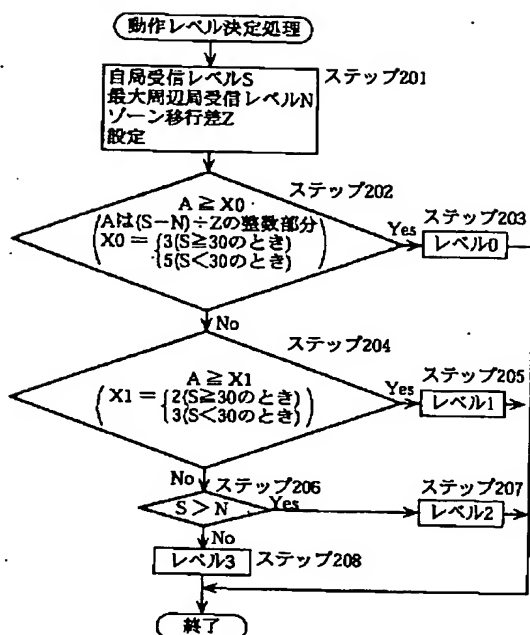 動作レベル決定処理
自局受信レベルS
最大周辺局受信レベルN
ゾーン移行差Z
設定
ステップ201
ステップ202
A ≧ X0
Aは(S−N)÷Zの整数部分
X0 = 3(S≧30のとき)
5(S<30のとき)
Yes
ステップ203
レベル0
No
ステップ204
A ≧ X1
X1 = 2(S≧30のとき)
3(S<30のとき)
Yes
ステップ205
レベル1
No
ステップ206
S > N
Yes
ステップ207
レベル2
No
レベル3
ステップ208
終了